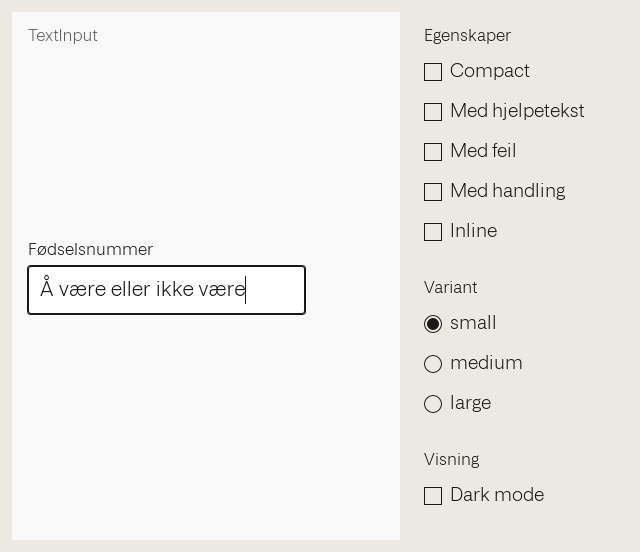 TextInput
Fødselsnummer
Å være eller ikke være
Egenskaper
Compact
Med hjelpetekst
Med feil
Med handling
Inline
Variant
small
medium
large
Visning
Dark mode